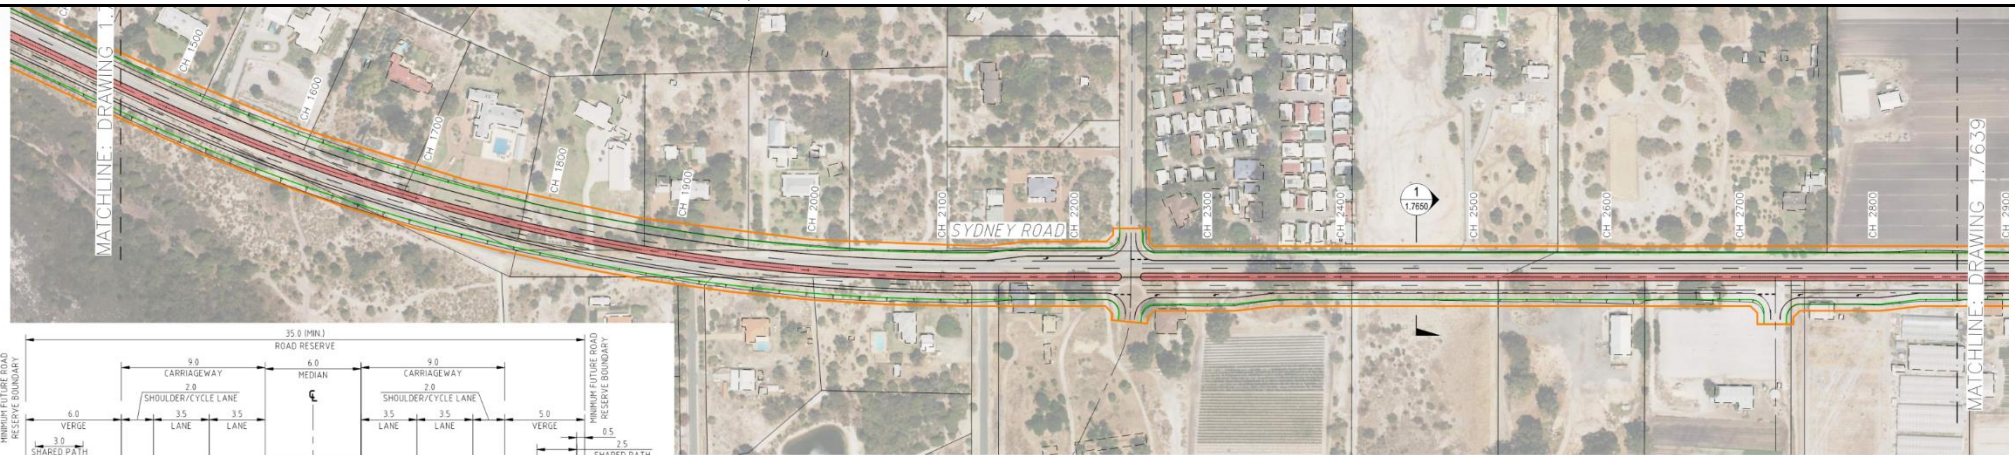 MATCHLINE: DRAWING 1.7
CH 1500
CH 1600
CH 1700
CH 1800
CH 1900
CH 2000
CH 2100
SYDNEY ROAD
CH 2200
CH 2300
CH 2400
1
1.7650
CH 2500
CH 2600
CH 2700
CH 2800
MATCHLINE: DRAWING 1.7639
CH 2900
MINIMUM FUTURE ROAD
RESERVE BOUNDARY
35.0 (MIN.)
ROAD RESERVE
9.0
CARRIAGEWAY
6.0
MEDIAN
9.0
CARRIAGEWAY
2.0
SHOULDER/CYCLE LANE
2.0
SHOULDER/CYCLE LANE
6.0
VERGE
3.5
LANE
3.5
LANE
3.5
LANE
3.5
LANE
5.0
VERGE
3.0
SHARED PATH
0.5
2.5
SHARED PATH
MINIMUM FUTURE ROAD
RESERVE BOUNDARY